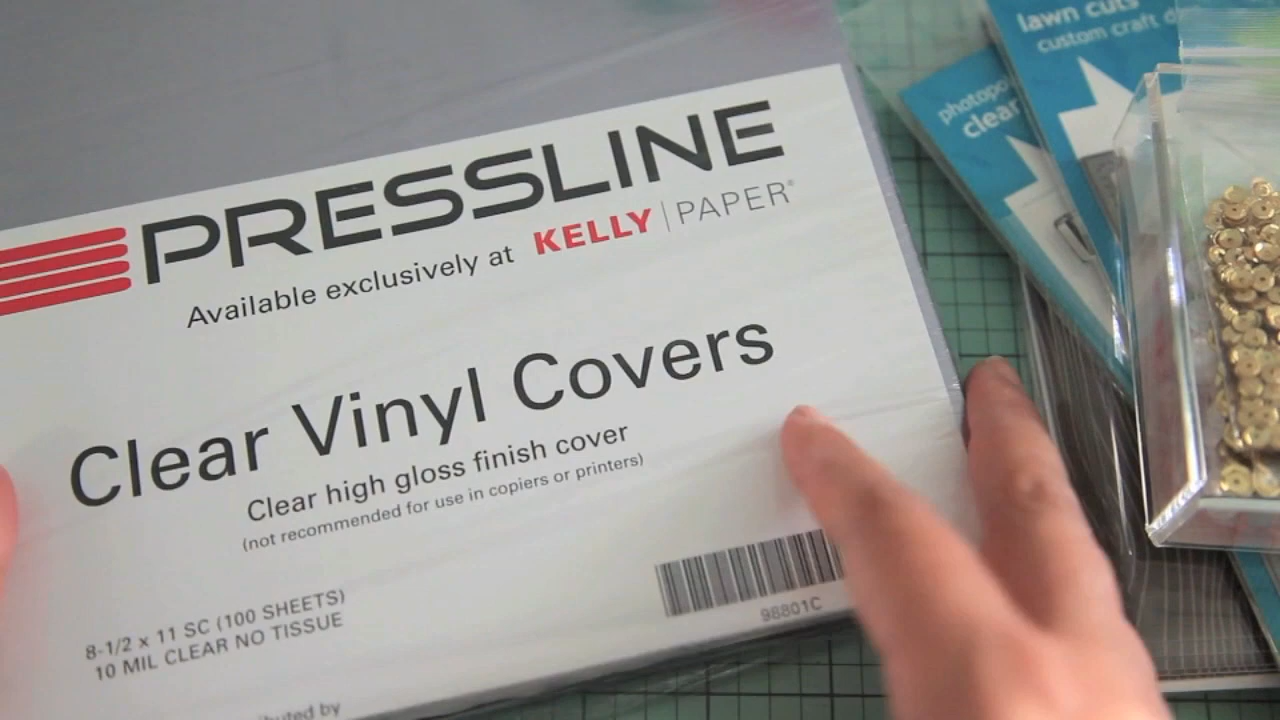 PRESSLINE
Available exclusively at KELLY | PAPER®
Clear Vinyl Covers
Clear high gloss finish cover
(not recommended for use in copiers or printers)
8-1/2 x 11 SC (100 SHEETS)
10 MIL CLEAR NO TISSUE
98801C
by
lawn cuts
custom craft
clear